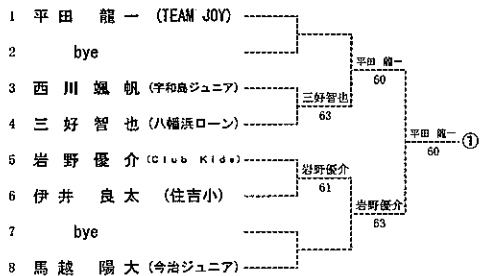 1 平田 龍一 (TEAM JOY)
2 bye
3 西川颯帆 (宇和島ジュニア)
4 三好智也 (八幡浜ローン)
5 岩野優介 (Club Kids)
6 伊井 良太 (住吉小)
7 bye
8 馬越 陽大 (今治ジュニア)
三好智也
63
岩野優介
61
平田 龍一
60
岩野優介
63
平田 龍一
60
①